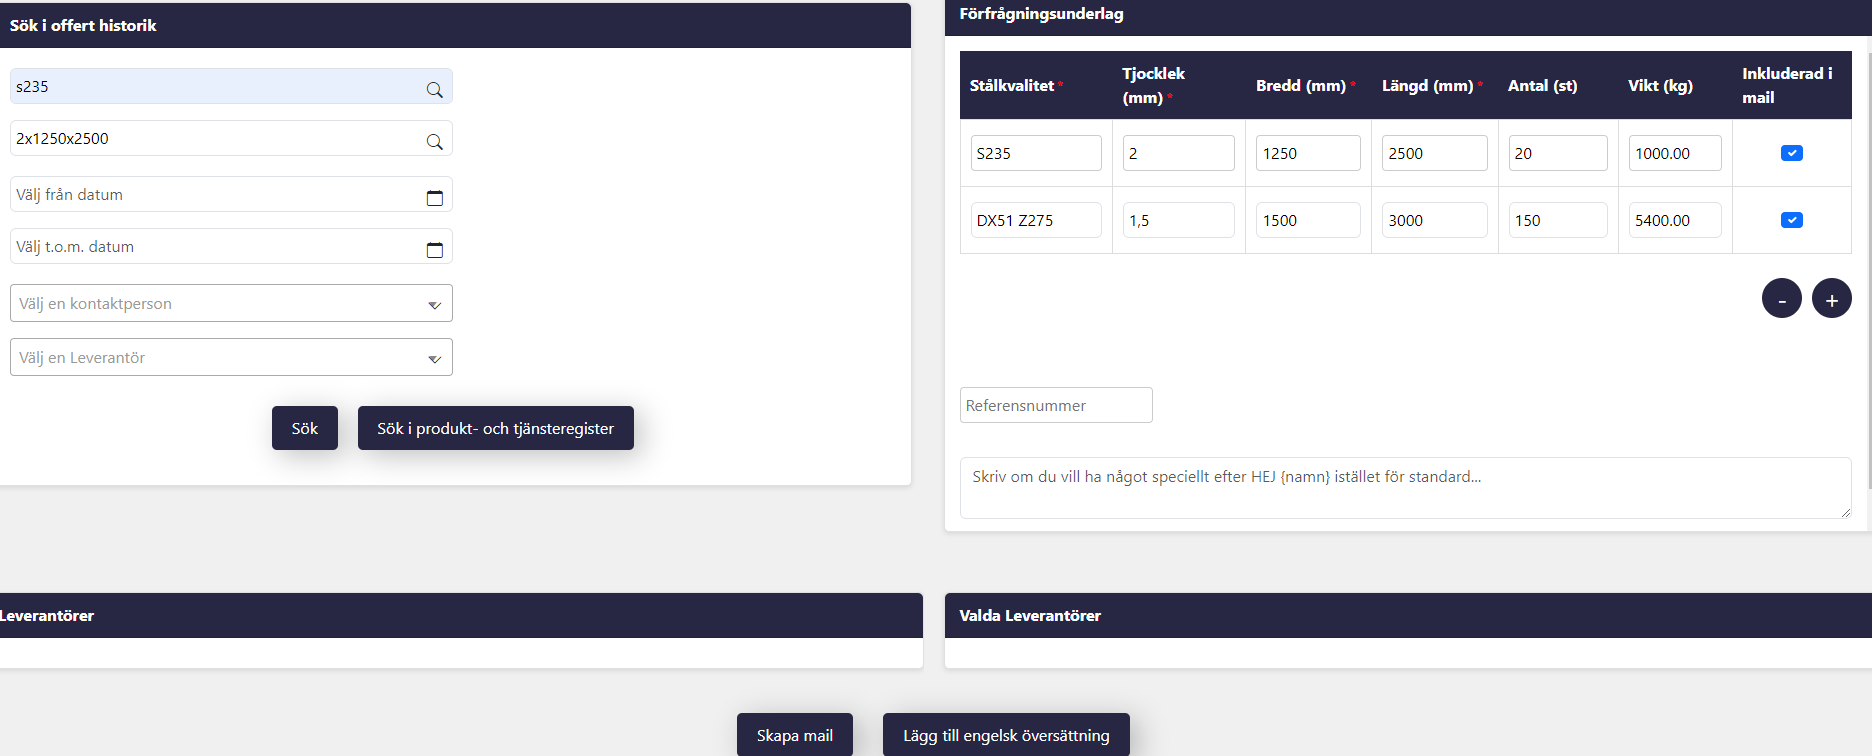 Sök i offert historik
s235
2x1250x2500
Välj från datum
Välj t.o.m. datum
Välj en kontaktperson
Välj en Leverantör
Sök
Sök i produkt- och tjänsteregister
Förfrågningsunderlag
Stålkvalitet * Tjocklek (mm) * Bredd (mm) * Längd (mm) * Antal (st) Vikt (kg) Inkluderad i mail
S235 2 1250 2500 20 1000.00
DX51 Z275 1,5 1500 3000 150 5400.00
- +
Referensnummer
Skriv om du vill ha något speciellt efter HEJ {namn} istället för standard...
Leverantörer
Valda Leverantörer
Skapa mail
Lägg till engelsk översättning